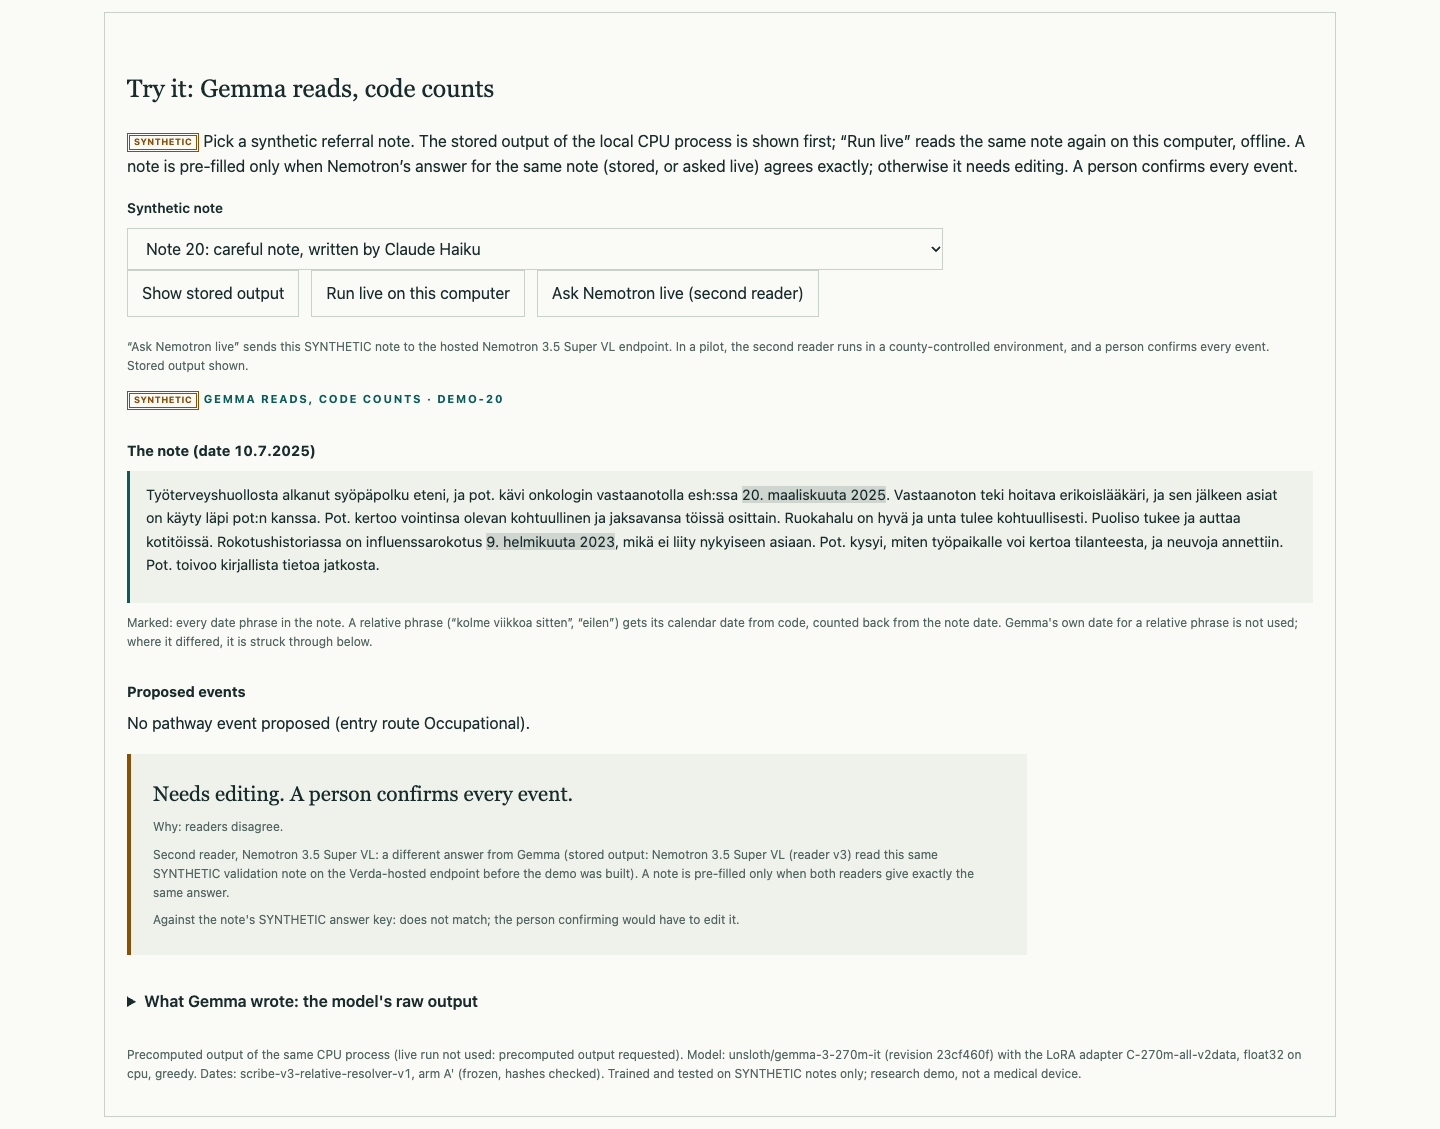 Try it: Gemma reads, code counts
SYNTHETIC Pick a synthetic referral note. The stored output of the local CPU process is shown first; “Run live” reads the same note again on this computer, offline. A
note is pre-filled only when Nemotron’s answer for the same note (stored, or asked live) agrees exactly; otherwise it needs editing. A person confirms every event.
Synthetic note
Note 20: careful note, written by Claude Haiku
Show stored output
Run live on this computer
Ask Nemotron live (second reader)
“Ask Nemotron live” sends this SYNTHETIC note to the hosted Nemotron 3.5 Super VL endpoint. In a pilot, the second reader runs in a county-controlled environment, and a person confirms every event.
Stored output shown.
SYNTHETIC GEMMA READS, CODE COUNTS · DEMO-20
The note (date 10.7.2025)
Työterveyshuollosta alkanut syöpäpolku eteni, ja pot. kävi onkologin vastaanotolla esh:ssa 20. maaliskuuta 2025. Vastaanoton teki hoitava erikoislääkäri, ja sen jälkeen asiat
on käyty läpi pot:n kanssa. Pot. kertoo vointinsa olevan kohtuullinen ja jaksavansa töissä osittain. Ruokahalu on hyvä ja unta tulee kohtuullisesti. Puoliso tukee ja auttaa
kotitöissä. Rokotushistoriassa on influenssarokotus 9. helmikuuta 2023, mikä ei liity nykyiseen asiaan. Pot. kysyi, miten työpaikalle voi kertoa tilanteesta, ja neuvoja annettiin.
Pot. toivoo kirjallista tietoa jatkosta.
Marked: every date phrase in the note. A relative phrase (“kolme viikkoa sitten”, “eilen”) gets its calendar date from code, counted back from the note date. Gemma's own date for a relative phrase is not used;
where it differed, it is struck through below.
Proposed events
No pathway event proposed (entry route Occupational).
Needs editing. A person confirms every event.
Why: readers disagree.
Second reader, Nemotron 3.5 Super VL: a different answer from Gemma (stored output: Nemotron 3.5 Super VL (reader v3) read this same
SYNTHETIC validation note on the Verda-hosted endpoint before the demo was built). A note is pre-filled only when both readers give exactly the
same answer.
Against the note's SYNTHETIC answer key: does not match; the person confirming would have to edit it.
What Gemma wrote: the model's raw output
Precomputed output of the same CPU process (live run not used: precomputed output requested). Model: unsloth/gemma-3-270m-it (revision 23cf460f) with the LoRA adapter C-270m-all-v2data, float32 on
cpu, greedy. Dates: scribe-v3-relative-resolver-v1, arm A' (frozen, hashes checked). Trained and tested on SYNTHETIC notes only; research demo, not a medical device.